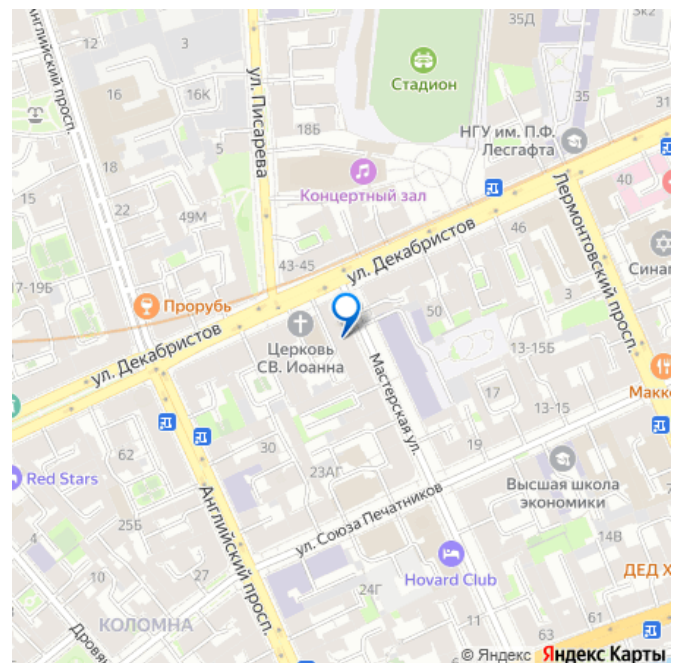 35Д
3к2
12
3
Английский просп.
ул. Писарева
Стадион
16
16К
35
31
18Б
НГУ им. П.Ф.
Лесгафта
5
18
Концертный зал
40
15
22
49М
Лермонтовский просп.
ул. Декабристов
46
Синаг
43-45
17-19Б
Прорубь
3
50
Церковь
СВ. Иоанна
13-15Б
ул. Декабристов
Мастерская ул.
Макко
17
13-15
62
30
19
Red Stars
23АГ
Высшая школа
экономики
Английский просп.
ул. Союза Печатников
25Б
14В
4
Hovard Club
ДЕД Х
10
27
24Г
КОЛОМНА
11
61
63
Дровян
© Яндекс Яндекс Карты